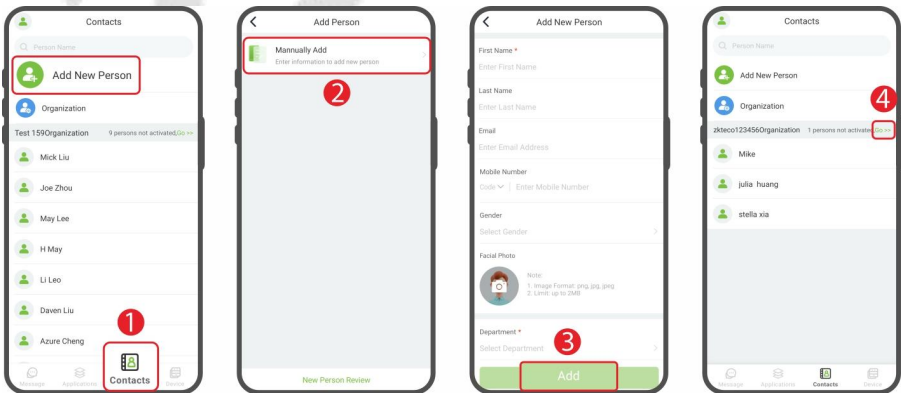 Contacts
Person Name
Add New Person
Organization
Test 159Organization 9 persons not activated,Go >>
Mick Liu
Joe Zhou
May Lee
H May
Li Leo
Daven Liu
Azure Cheng
1
Message Applications Contacts Device
Add Person
Mannually Add
Enter information to add new person
2
New Person Review
Add New Person
First Name *
Enter First Name
Last Name
Enter Last Name
Email
Enter Email Address
Mobile Number
Code Enter Mobile Number
Gender
Select Gender
Facial Photo
Note:
1. Image Format: png, jpg, jpeg
2. Limit: up to 2MB
Department *
Select Department
3
Add
Contacts
Person Name
Add New Person
Organization
4
zkteco123456Organization 1 persons not activated,Go >>
Mike
julia huang
stella xia
Message Applications Contacts Device